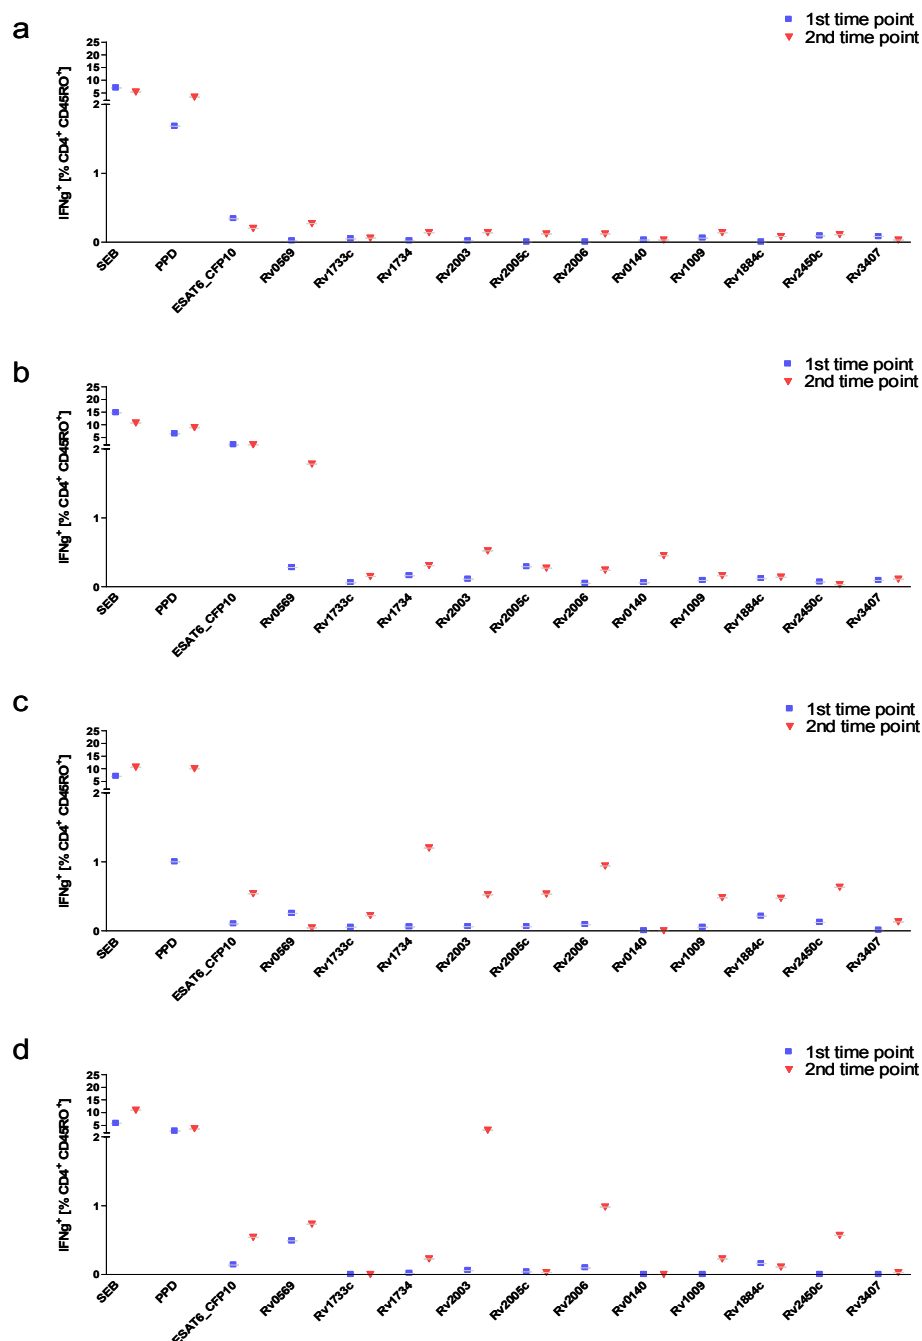 a
1st time point
2nd time point
IFNg+ [% CD4+ CD45RO+]
25
20
15
10
5
2
1
0
SEB
PPD
ESAT6_CFP10
Rv0569
Rv1733c
Rv1734
Rv2003
Rv2005c
Rv2006
Rv0140
Rv1009
Rv1884c
Rv2450c
Rv3407
b
1st time point
2nd time point
IFNg+ [% CD4+ CD45RO+]
25
20
15
10
5
2
1
0
SEB
PPD
ESAT6_CFP10
Rv0569
Rv1733c
Rv1734
Rv2003
Rv2005c
Rv2006
Rv0140
Rv1009
Rv1884c
Rv2450c
Rv3407
c
1st time point
2nd time point
IFNg+ [% CD4+ CD45RO+]
25
20
15
10
5
2
1
0
SEB
PPD
ESAT6_CFP10
Rv0569
Rv1733c
Rv1734
Rv2003
Rv2005c
Rv2006
Rv0140
Rv1009
Rv1884c
Rv2450c
Rv3407
d
1st time point
2nd time point
IFNg+ [% CD4+ CD45RO+]
25
20
15
10
5
2
1
0
SEB
PPD
ESAT6_CFP10
Rv0569
Rv1733c
Rv1734
Rv2003
Rv2005c
Rv2006
Rv0140
Rv1009
Rv1884c
Rv2450c
Rv3407